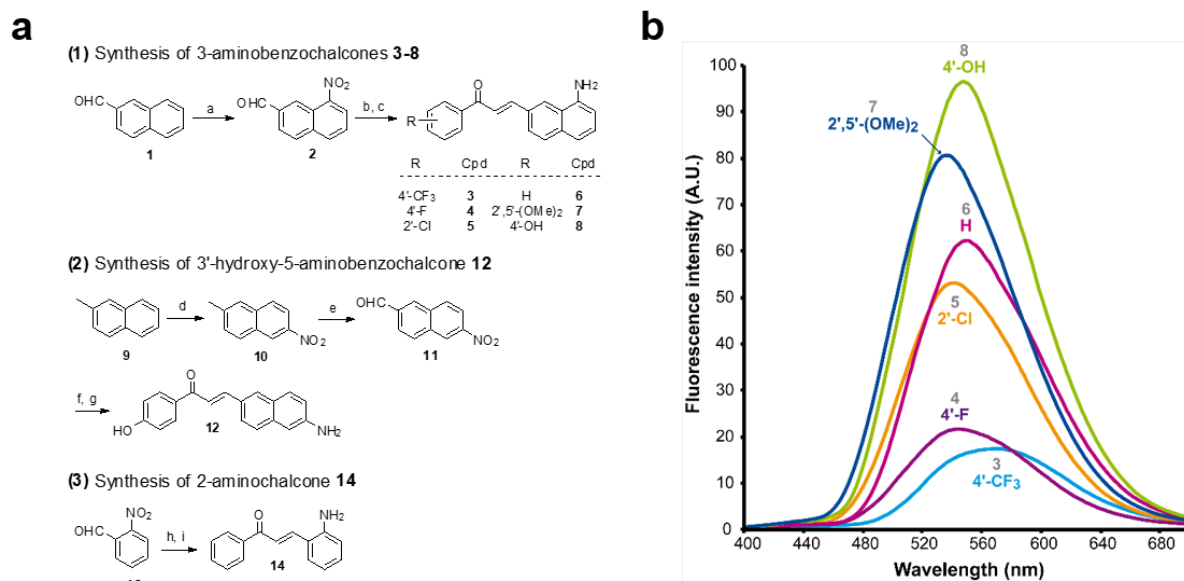 a
(1) Synthesis of 3-aminobenzochalcones 3-8
OHC
1
a
NO2
OHC
2
b, c
O
NH2
R
R Cpd R Cpd
4'-CF3 3 H 6
4'-F 4 2',5'-(OMe)2 7
2'-Cl 5 4'-OH 8
(2) Synthesis of 3'-hydroxy-5-aminobenzochalcone 12
9
d
NO2
10
e
OHC
NO2
11
f, g
O
HO
NH2
12
(3) Synthesis of 2-aminochalcone 14
NO2
OHC
h, i
O
NH2
14
b
Fluorescence intensity (A.U.)
100
90
80
70
60
50
40
30
20
10
0
400 440 480 520 560 600 640 680
Wavelength (nm)
8
4'-OH
7
2',5'-(OMe)2
6
H
5
2'-Cl
4
4'-F
3
4'-CF3